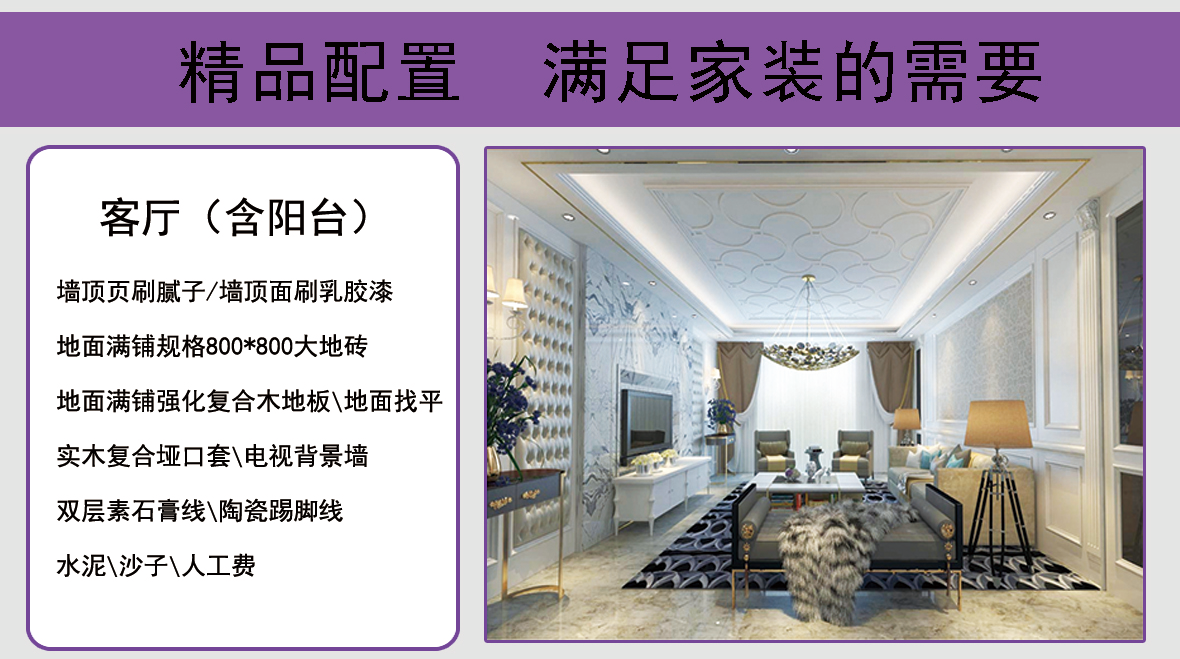 精品配置 满足家装的需要
客厅（含阳台）
墙顶页刷腻子/墙顶面刷乳胶漆
地面满铺规格800*800大地砖
地面满铺强化复合木地板\地面找平
实木复合垭口套\电视背景墙
双层素石膏线\陶瓷踢脚线
水泥\沙子\人工费